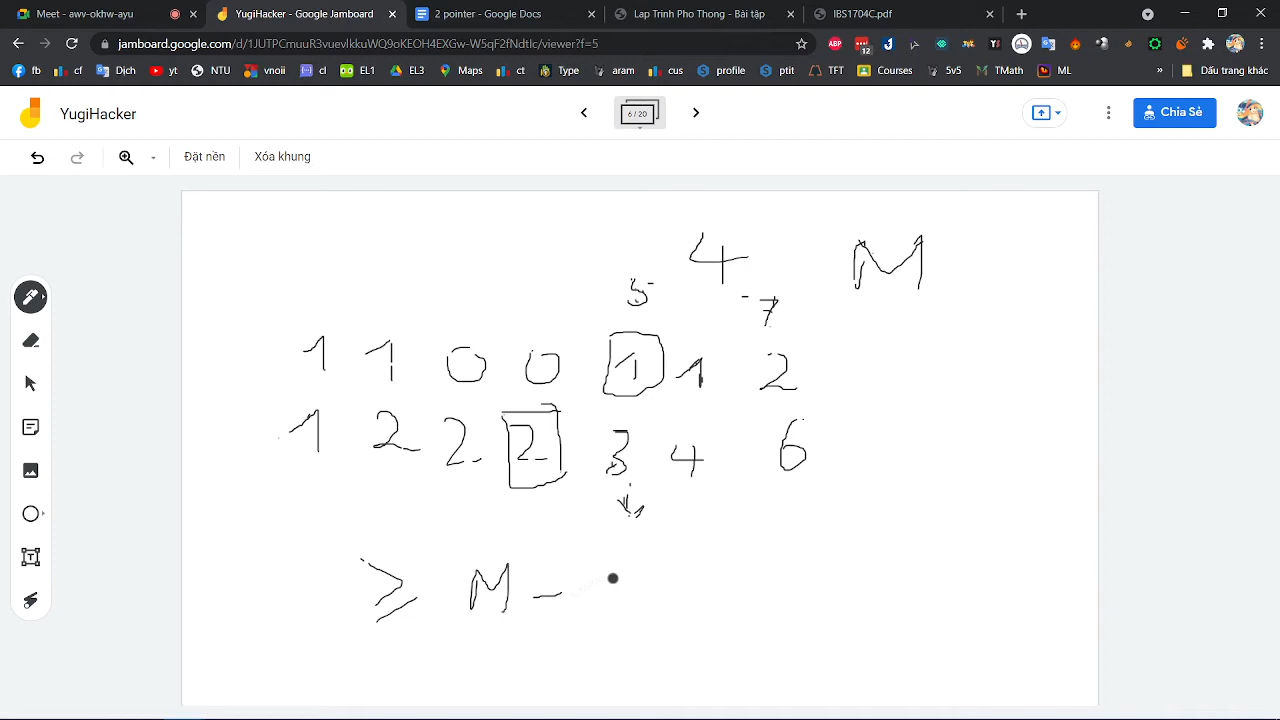 Meet - awv-okhw-ayu
YugiHacker - Google Jamboard
2 pointer - Google Docs
Lap Trinh Pho Thong - Bài tập
IBS1704C.pdf
jamboard.google.com/d/1JUTPCmuuR3vuevlkkuWQ9oKEOH4EXGw-W5qF2fNdtIc/viewer?f=5
fb cf Dịch yt NTU vnoii cl EL1 EL3 Maps ct Type aram cus profile ptit TFT Courses 5v5 TMath ML » Dấu trang khác
YugiHacker
6 / 20
Chia Sẻ
Đặt nền Xóa khung
4 M
5 7
1 1 0 0 1 1 2
1 2 2 2 3 4 6
≥ M -